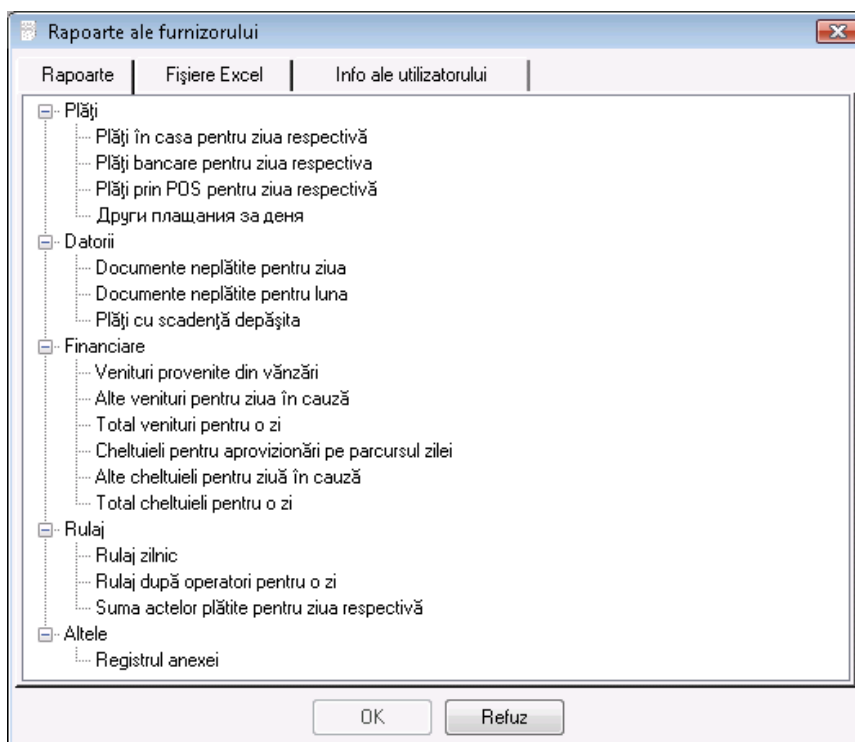 Rapoarte ale furnizorului
Rapoarte Fişiere Excel Info ale utilizatorului
Plăţi
Plăţi în casa pentru ziua respectivă
Plăţi bancare pentru ziua respectiva
Plăţi prin POS pentru ziua respectivă
Други плащания за деня
Datorii
Documente neplătite pentru ziua
Documente neplătite pentru luna
Plăţi cu scadenţă depăşita
Financiare
Venituri provenite din vănzări
Alte venituri pentru ziua în cauză
Total venituri pentru o zi
Cheltuieli pentru aprovizionări pe parcursul zilei
Alte cheltuieli pentru ziuă în cauză
Total cheltuieli pentru o zi
Rulaj
Rulaj zilnic
Rulaj după operatori pentru o zi
Suma actelor plătite pentru ziua respectivă
Altele
Registrul anexei
OK Refuz